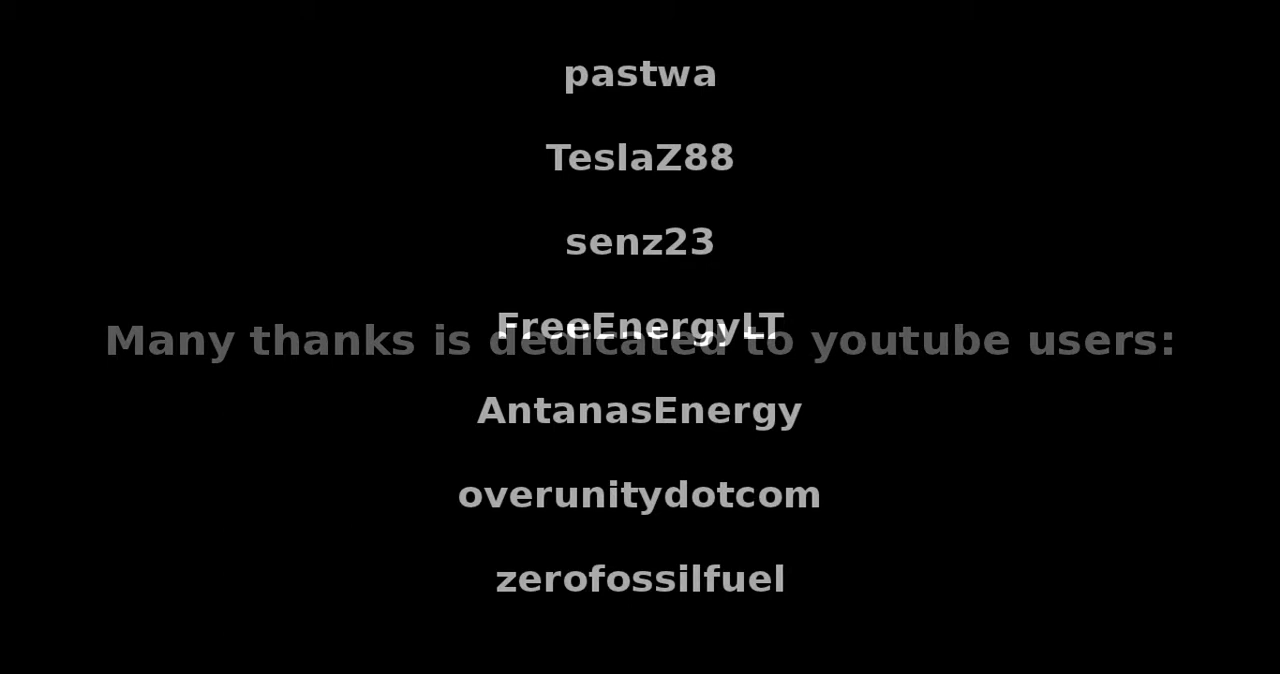 pastwa
TeslaZ88
senz23
FreeEnergyLT
Many thanks is dedicated to youtube users:
AntanasEnergy
overunitydotcom
zerofossilfuel